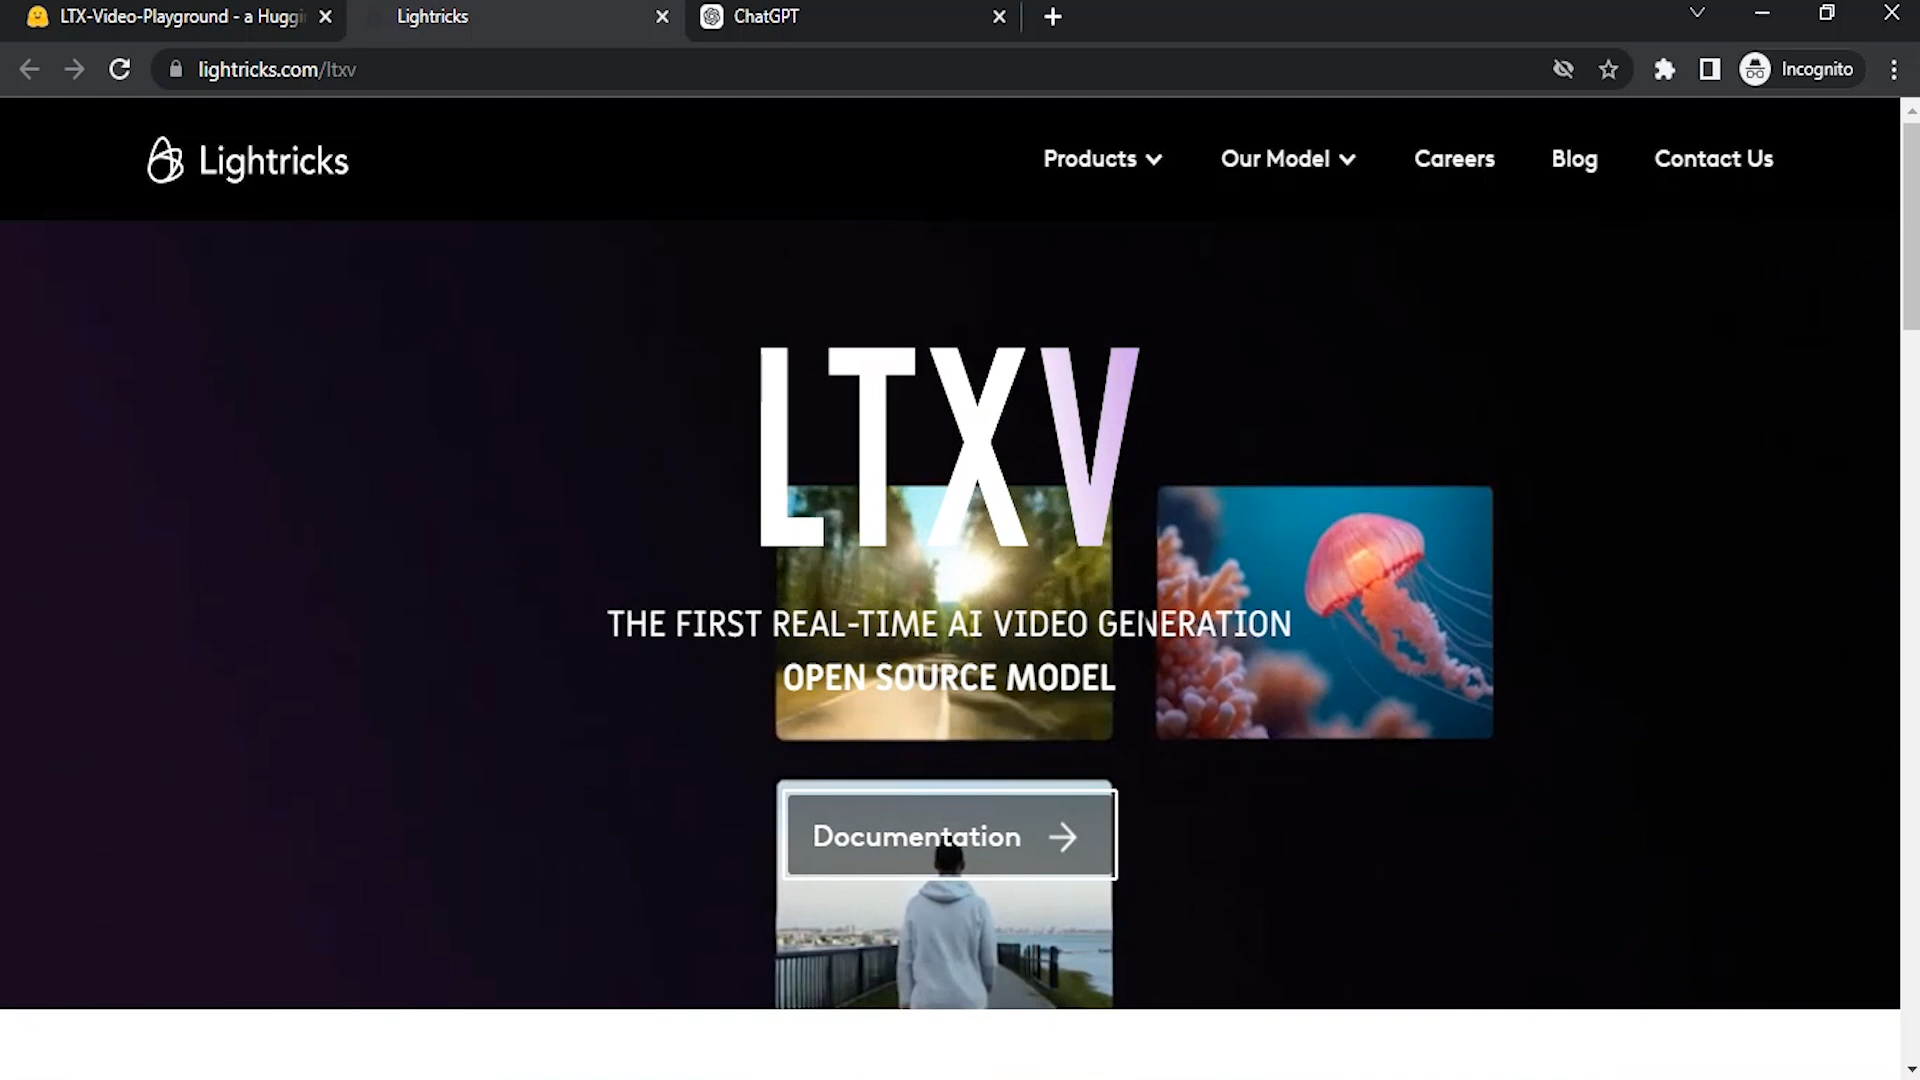 LTX-Video-Playground - a Huggi
Lightricks
ChatGPT
lightricks.com/ltxv
Incognito
Lightricks
Products
Our Model
Careers
Blog
Contact Us
LTXV
THE FIRST REAL-TIME AI VIDEO GENERATION
OPEN SOURCE MODEL
Documentation